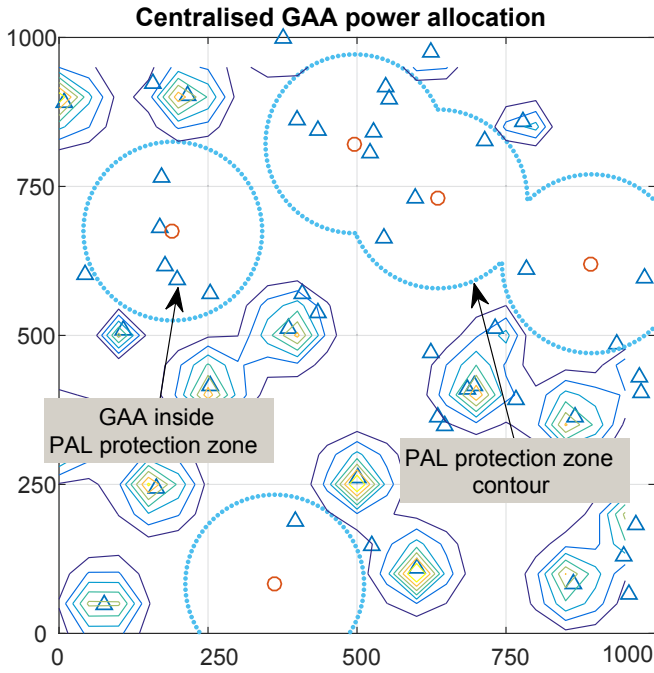 Centralised GAA power allocation
1000
750
500
GAA inside
PAL protection zone
PAL protection zone
contour
250
0
0 250 500 750 1000